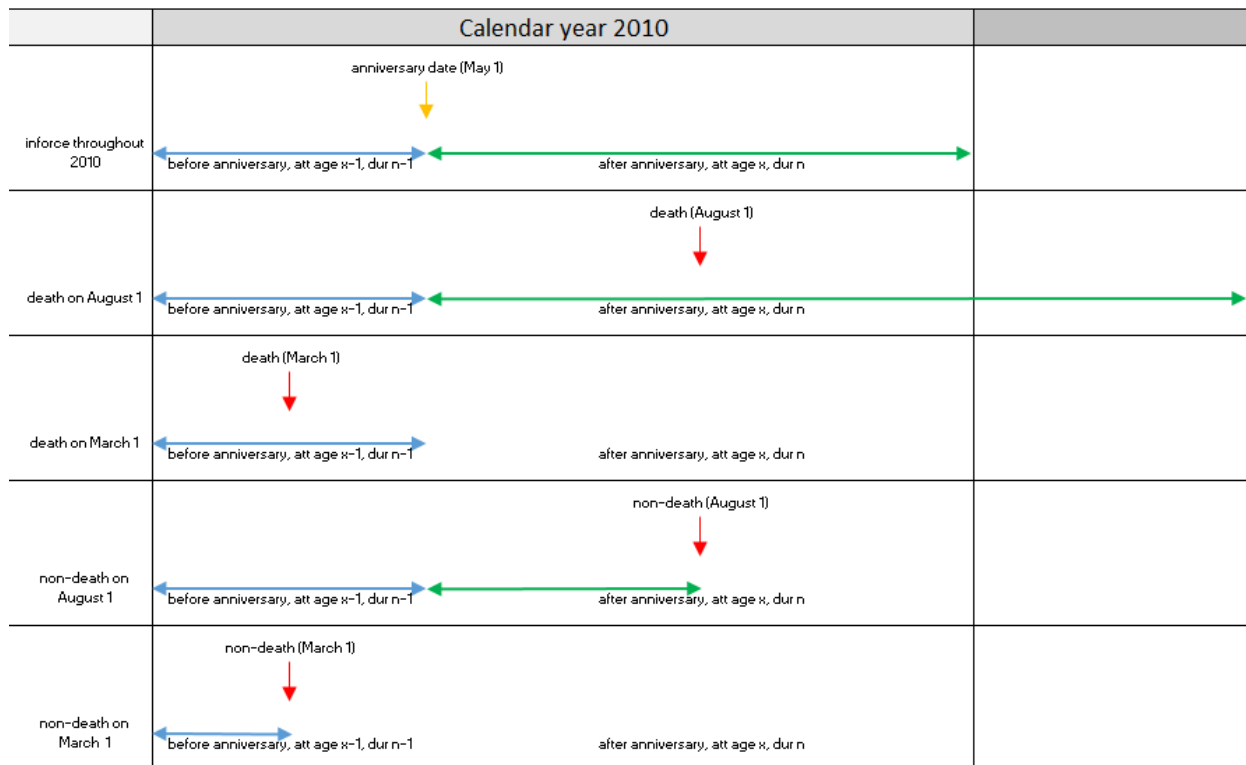 Calendar year 2010
anniversary date (May 1)
inforce throughout
2010
before anniversary, att age x-1, dur n-1
after anniversary, att age x, dur n
death (August 1)
death on August 1
before anniversary, att age x-1, dur n-1
after anniversary, att age x, dur n
death (March 1)
death on March 1
before anniversary, att age x-1, dur n-1
after anniversary, att age x, dur n
non-death (August 1)
non-death on
August 1
before anniversary, att age x-1, dur n-1
after anniversary, att age x, dur n
non-death (March 1)
non-death on
March 1
before anniversary, att age x-1, dur n-1
after anniversary, att age x, dur n